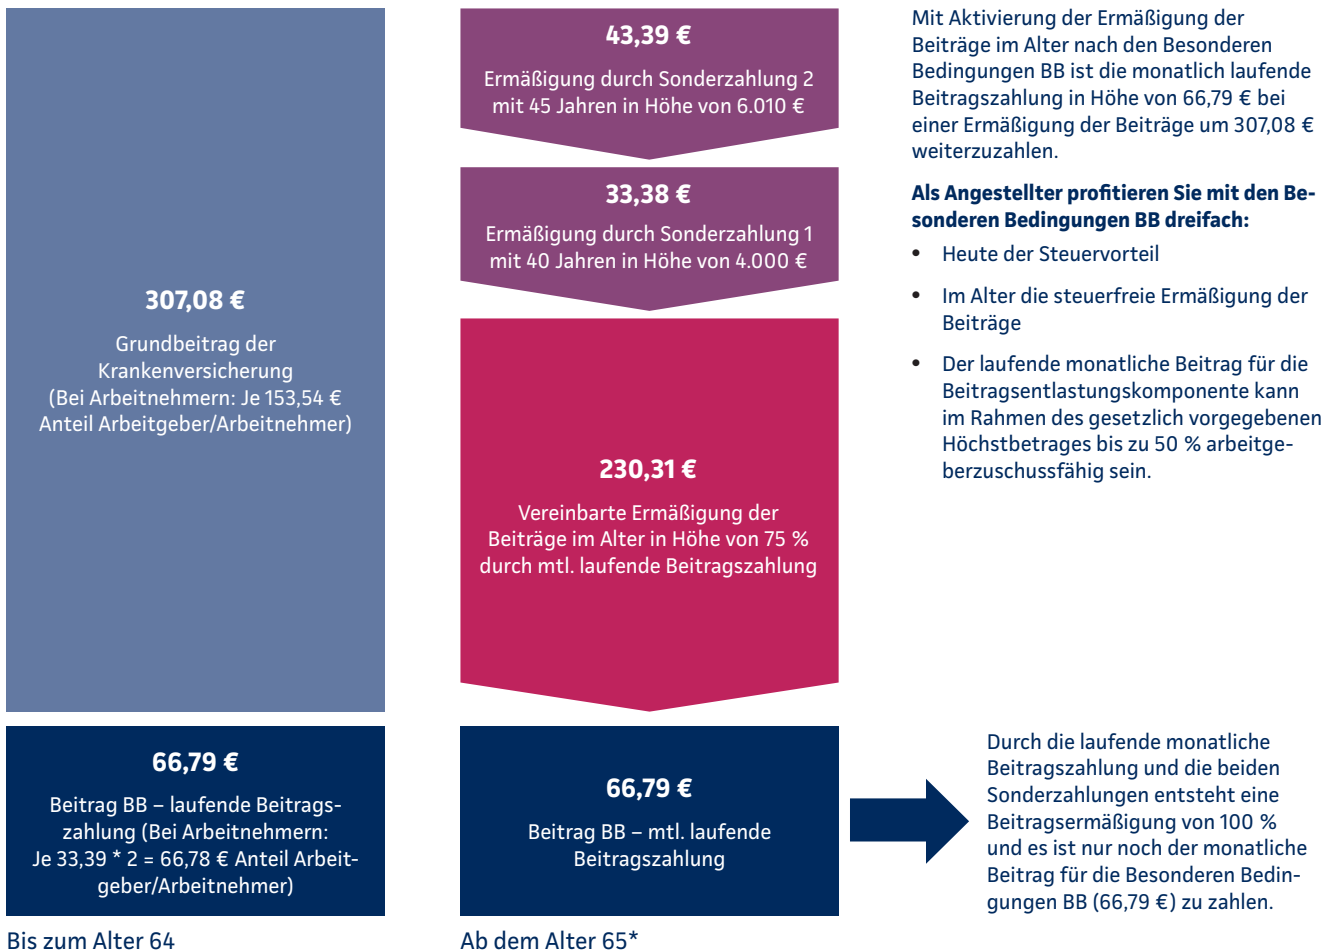 307,08 €
Grundbeitrag der
Krankenversicherung
(Bei Arbeitnehmern: Je 153,54 €
Anteil Arbeitgeber/Arbeitnehmer)
66,79 €
Beitrag BB – laufende Beitrags-
zahlung (Bei Arbeitnehmern:
Je 33,39 * 2 = 66,78 € Anteil Arbeit-
geber/Arbeitnehmer)
Bis zum Alter 64
43,39 €
Ermäßigung durch Sonderzahlung 2
mit 45 Jahren in Höhe von 6.010 €
33,38 €
Ermäßigung durch Sonderzahlung 1
mit 40 Jahren in Höhe von 4.000 €
230,31 €
Vereinbarte Ermäßigung der
Beiträge im Alter in Höhe von 75 %
durch mtl. laufende Beitragszahlung
66,79 €
Beitrag BB – mtl. laufende
Beitragszahlung
Ab dem Alter 65*
Mit Aktivierung der Ermäßigung der
Beiträge im Alter nach den Besonderen
Bedingungen BB ist die monatlich laufende
Beitragszahlung in Höhe von 66,79 € bei
einer Ermäßigung der Beiträge um 307,08 €
weiterzuzahlen.
Als Angestellter profitieren Sie mit den Be-
sonderen Bedingungen BB dreifach:
• Heute der Steuervorteil
• Im Alter die steuerfreie Ermäßigung der
Beiträge
• Der laufende monatliche Beitrag für die
Beitragsentlastungskomponente kann
im Rahmen des gesetzlich vorgegebenen
Höchstbetrages bis zu 50 % arbeitge-
berzuschussfähig sein.
Durch die laufende monatliche
Beitragszahlung und die beiden
Sonderzahlungen entsteht eine
Beitragsermäßigung von 100 %
und es ist nur noch der monatliche
Beitrag für die Besonderen Bedin-
gungen BB (66,79 €) zu zahlen.